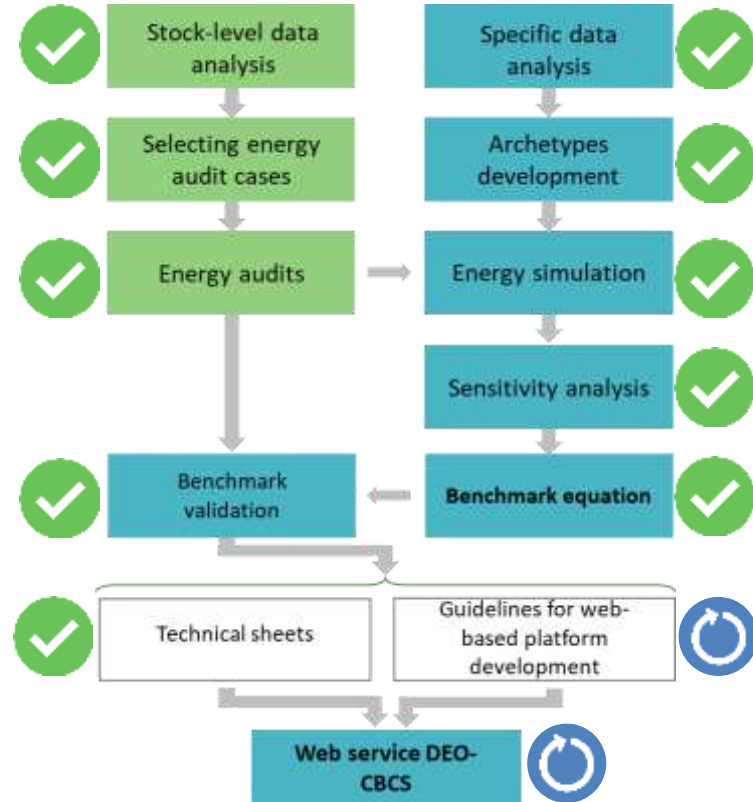 Stock-level data
analysis
Specific data
analysis
Selecting energy
audit cases
Archetypes
development
Energy audits
Energy simulation
Sensitivity analysis
Benchmark
validation
Benchmark equation
Technical sheets
Guidelines for web-
based platform
development
Web service DEO-
CBCS